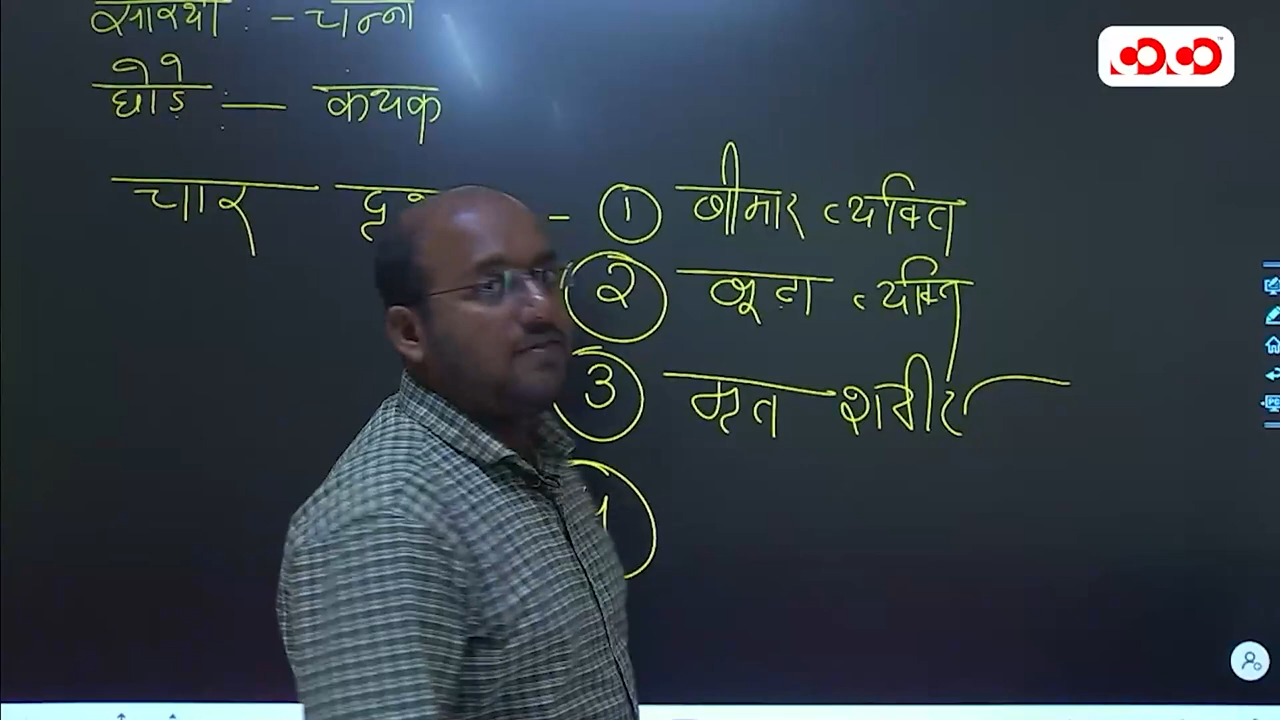 सारथी : - चन्ना
घोड़े : — कथक
चार - ① बीमार व्यक्ति
② बूढ़ा व्यक्ति
③ मृत शरीर